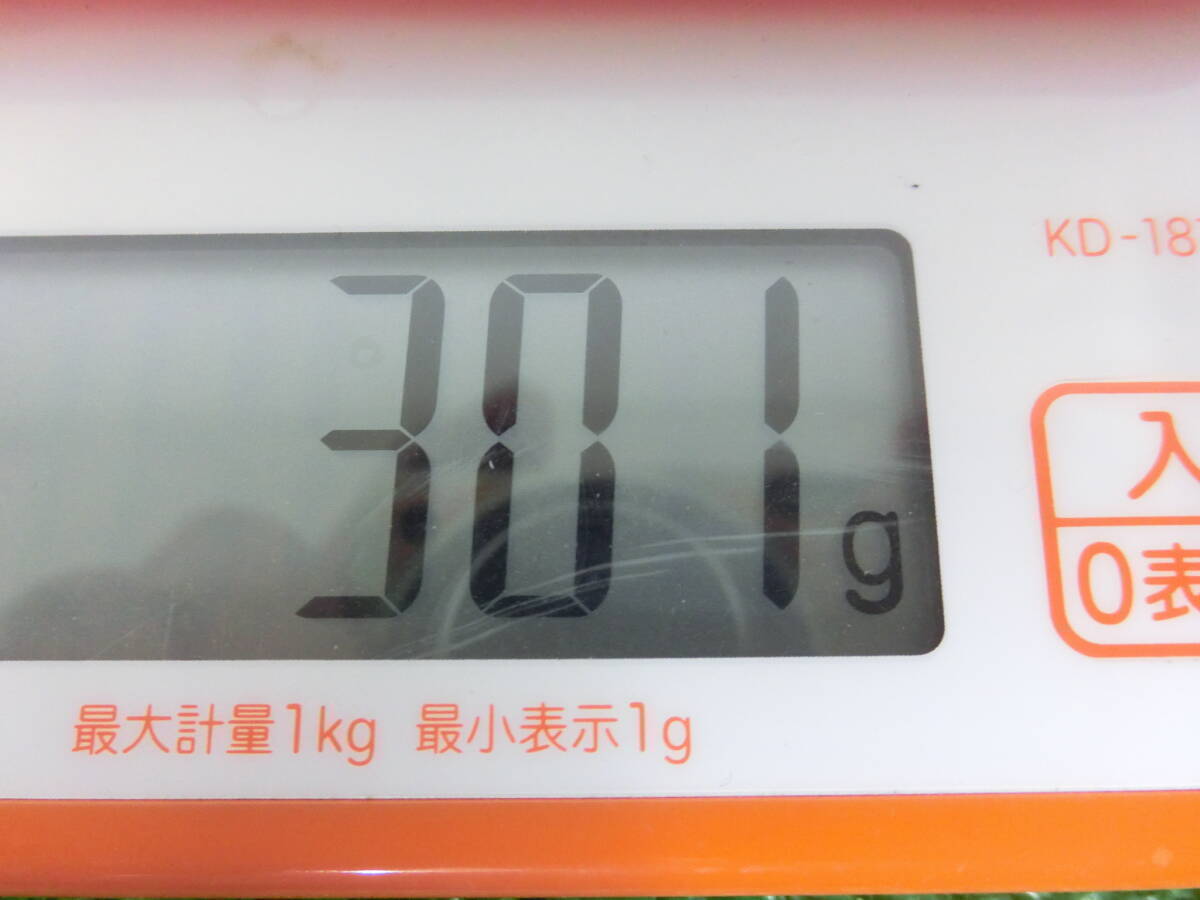 KD-18
301 g
入
0表
最大計量1kg 最小表示1g